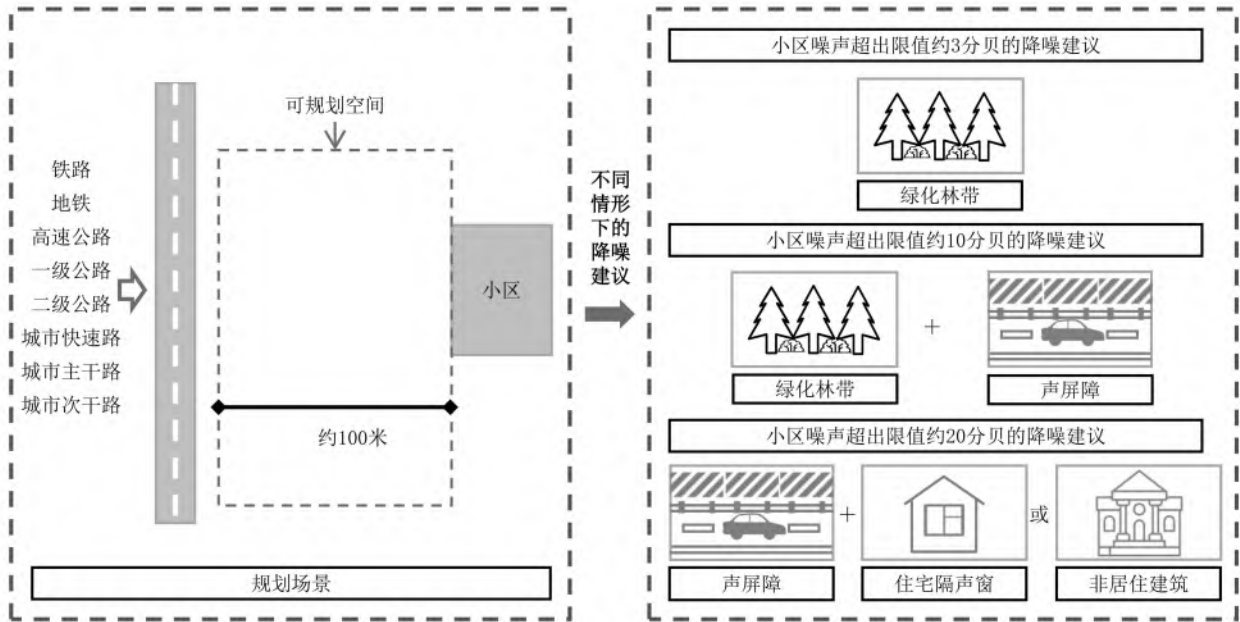 可规划空间
铁路
地铁
高速公路
一级公路
二级公路
城市快速路
城市主干路
城市次干路
小区
约100米
规划场景
不同
情形
下的
降噪
建议
小区噪声超出限值约3分贝的降噪建议
绿化林带
小区噪声超出限值约10分贝的降噪建议
+
绿化林带
声屏障
小区噪声超出限值约20分贝的降噪建议
+
或
声屏障
住宅隔声窗
非居住建筑